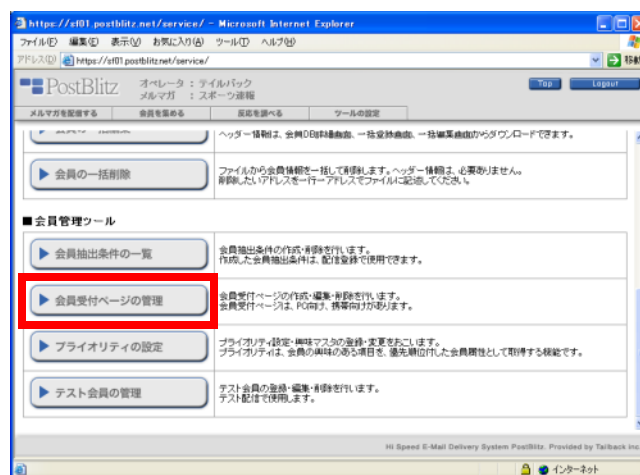 https://sf01.postblitz.net/service/ - Microsoft Internet Explorer
ファイル(F) 編集(E) 表示(V) お気に入り(A) ツール(T) ヘルプ(H)
アドレス(D) https://sf01.postblitz.net/service/ 移動
PostBlitz オペレータ : テイルバック Top Logout
メルマガ : スポーツ速報
メルマガを配信する 会員を集める 反応を調べる ツールの設定
ヘッダー情報は、会員DB詳細画面、一括登録画面、一括編集画面からダウンロードできます。
会員の一括削除 ファイルから会員情報を一括して削除します。ヘッダー情報は、必要ありません。
削除したいアドレスを一行一アドレスでファイルに記述してください。
■会員管理ツール
会員抽出条件の一覧 会員抽出条件の作成・削除を行います。
作成した会員抽出条件は、配信登録で使用できます。
会員受付ページの管理 会員受付ページの作成・編集・削除を行います。
会員受付ページは、PC向け、携帯向けがあります。
プライオリティの設定 プライオリティ設定・興味マスタの登録・変更をおこいます。
プライオリティは、会員の興味のある項目を、優先順位付した会員属性として取得する機能です。
テスト会員の管理 テスト会員の登録・編集・削除を行います。
テスト配信で使用します。
Hi Speed E-Mail Delivery System PostBlitz. Provided by Tailback inc.
インターネット